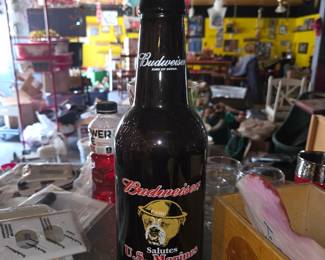 Budweiser
KING OF BEERS
WER
Budweiser
Salutes
U.S. Marines